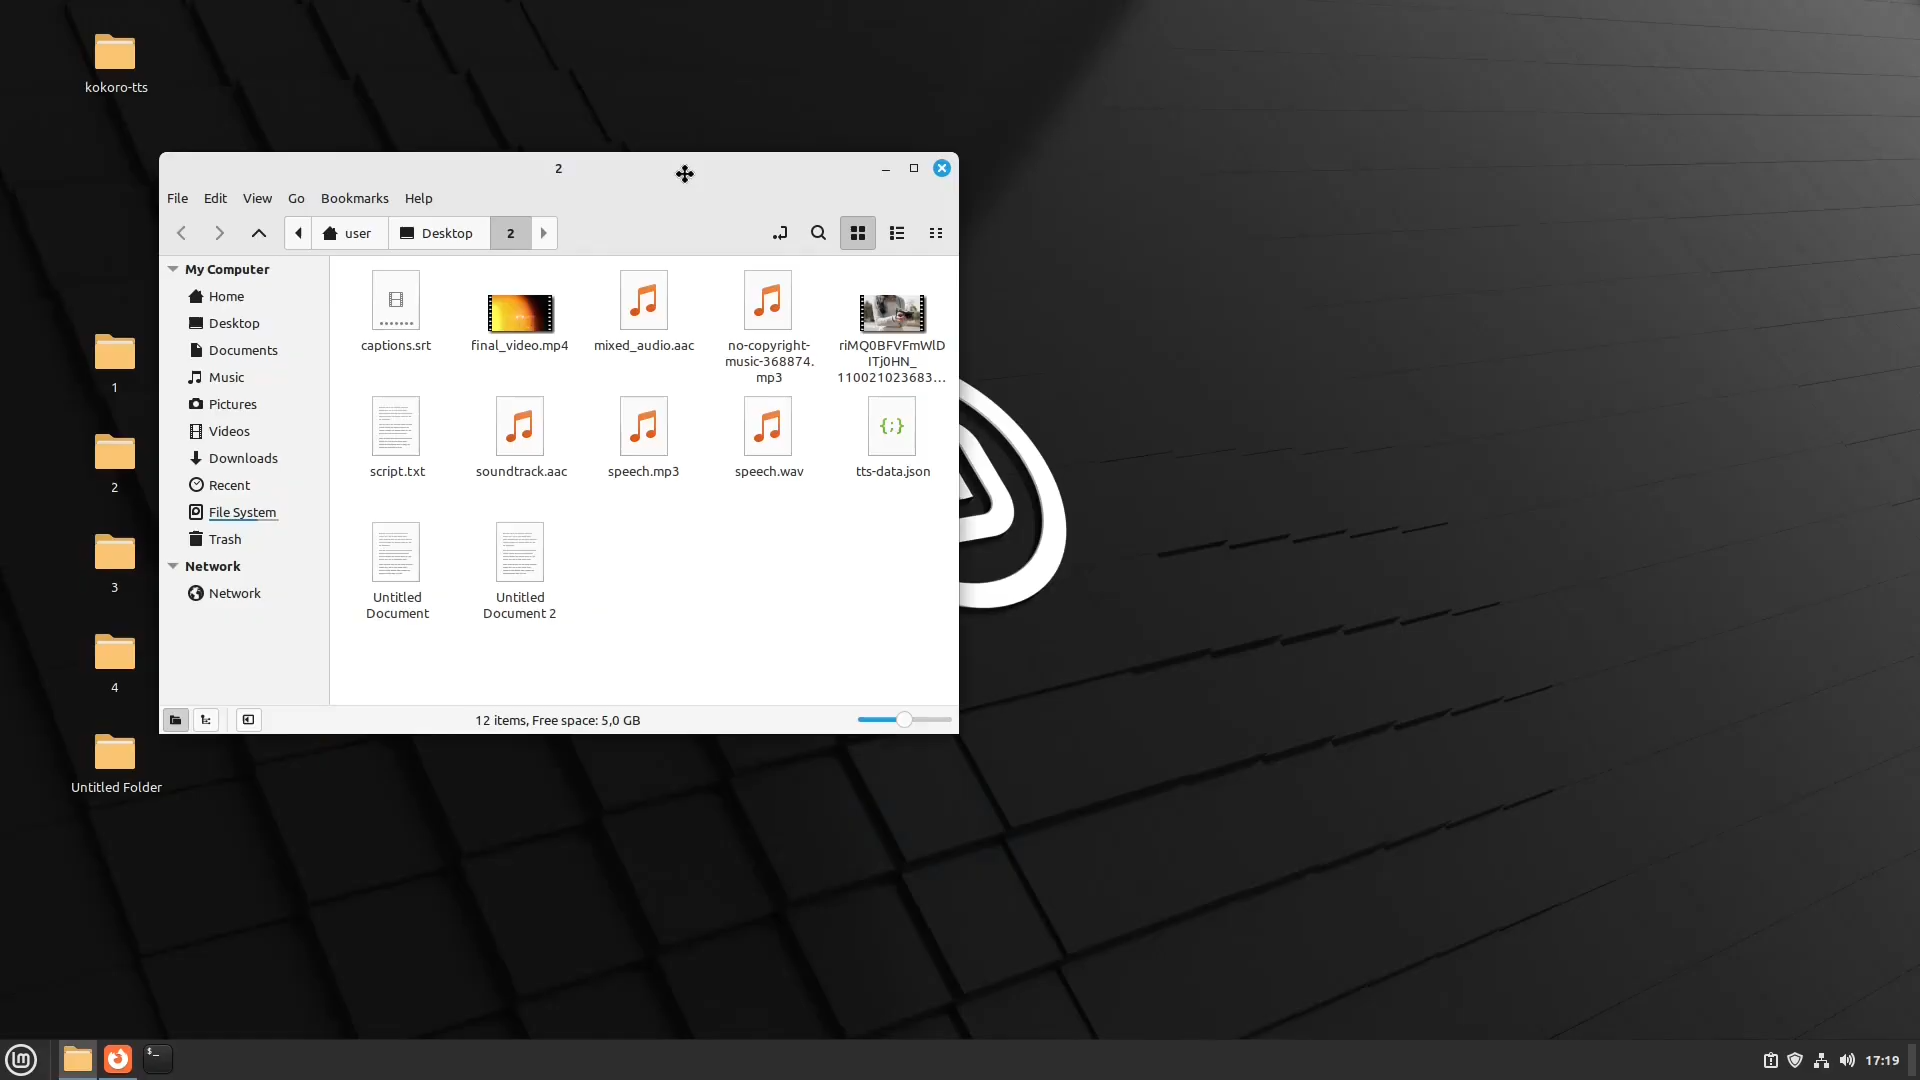 kokoro-tts
1
2
3
4
Untitled Folder
2
File Edit View Go Bookmarks Help
user Desktop 2
My Computer
Home
Desktop
Documents
Music
Pictures
Videos
Downloads
Recent
File System
Trash
Network
Network
captions.srt
final_video.mp4
mixed_audio.aac
no-copyright-
music-368874.
mp3
riMQ0BFVFmWlD
ITj0HN_
110021023683...
script.txt
soundtrack.aac
speech.mp3
speech.wav
tts-data.json
Untitled
Document
Untitled
Document 2
12 items, Free space: 5,0 GB
17:19